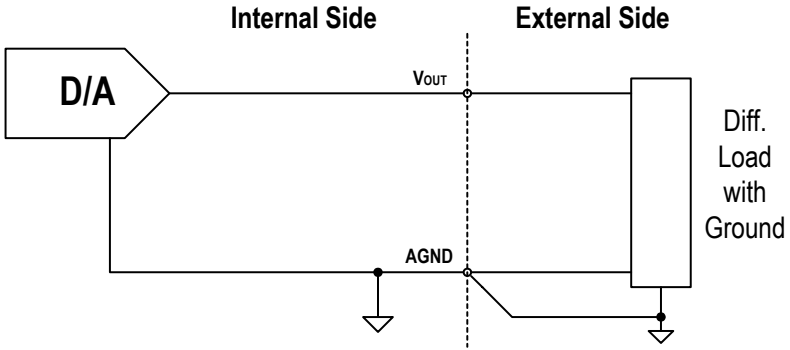 Internal Side
External Side
D/A
VOUT
AGND
Diff.
Load
with
Ground